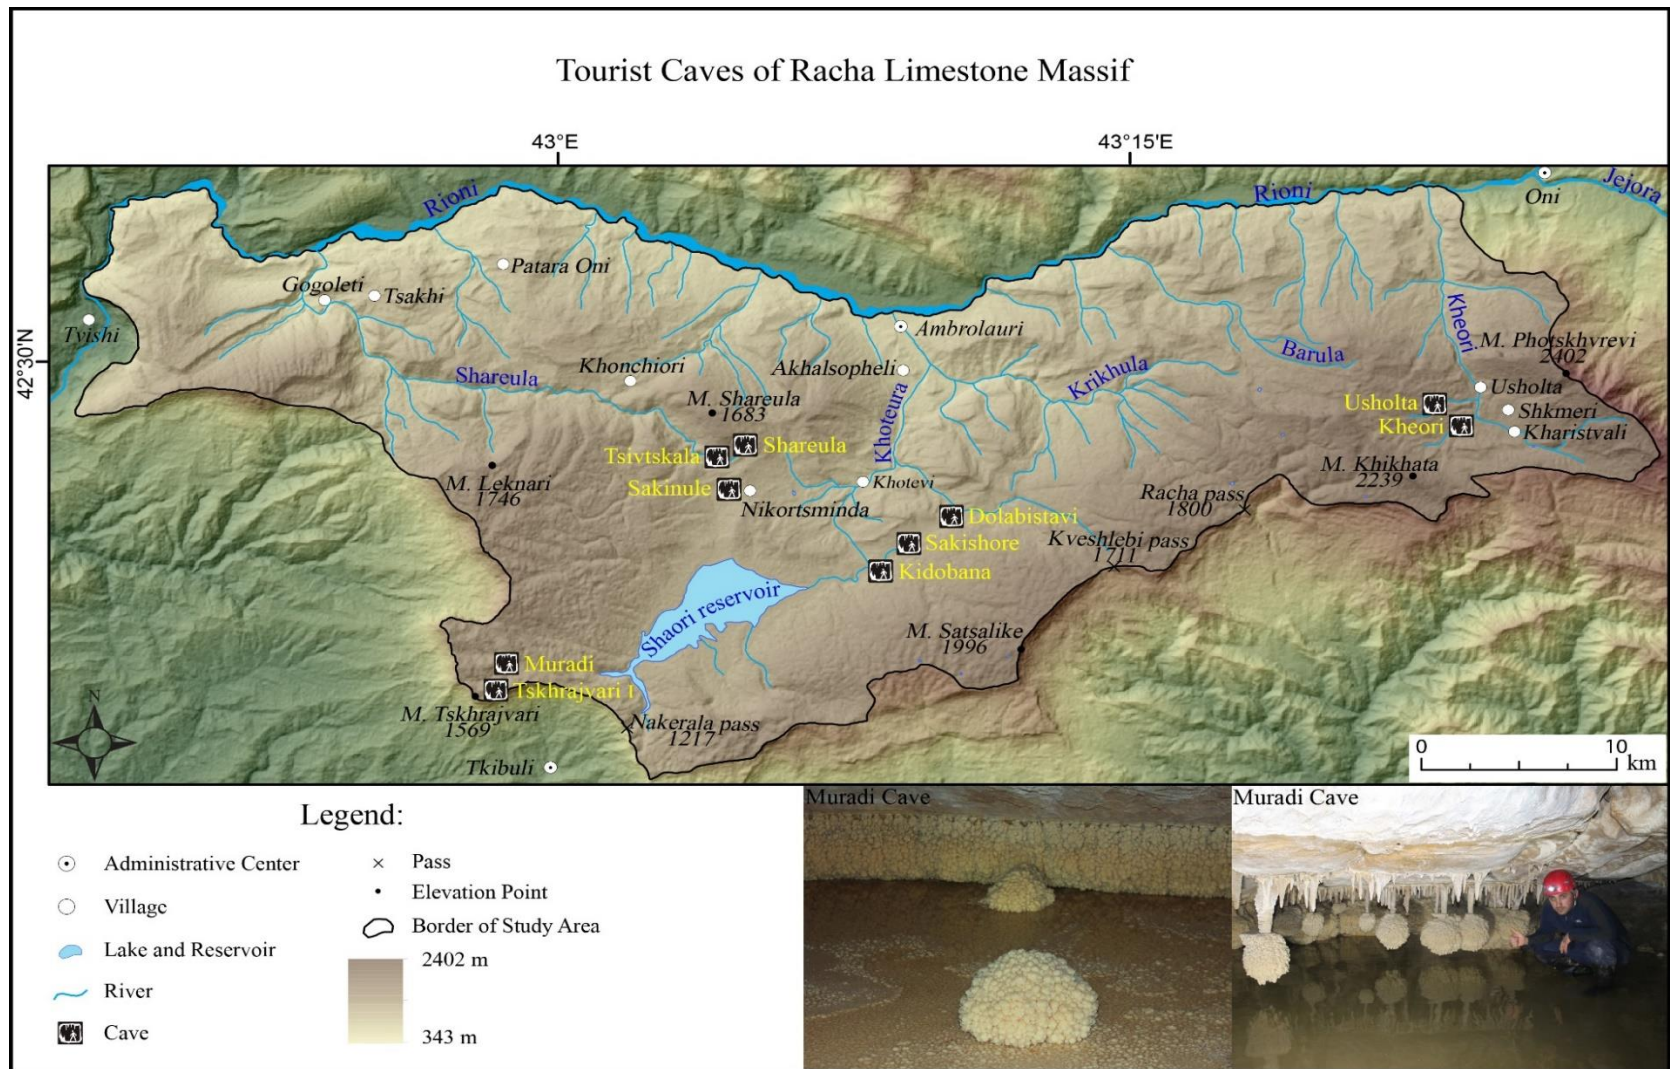 Tourist Caves of Racha Limestone Massif
43°E
43°15'E
42°30'N
Rioni
Rioni
Jejora
Oni
Patara Oni
Gogoleti
Tsakhi
Tvishi
Ambrolauri
Kheori
M. Photskhvrevi
2402
Khonchiori
Akhalsopheli
Barula
Shareula
Krikhula
Usholta
M. Shareula
1683
Khoteura
Usholta
Shkmeri
Kheori
Kharistvali
Shareula
Tsivtskala
M. Khikhata
2239
M. Leknari
1746
Sakinule
Khotevi
Nikortsminda
Racha pass
1800
Dolabistavi
Kveshlebi pass
1711
Sakishore
Kidobana
Shaori reservoir
M. Satsalike
1996
Muradi
Tskhrajvari I
M. Tskhrajvari
1569
Nakerala pass
1217
Tkibuli
N
0 10
km
Legend:
Administrative Center
Village
Lake and Reservoir
River
Cave
Pass
Elevation Point
Border of Study Area
2402 m
343 m
Muradi Cave
Muradi Cave